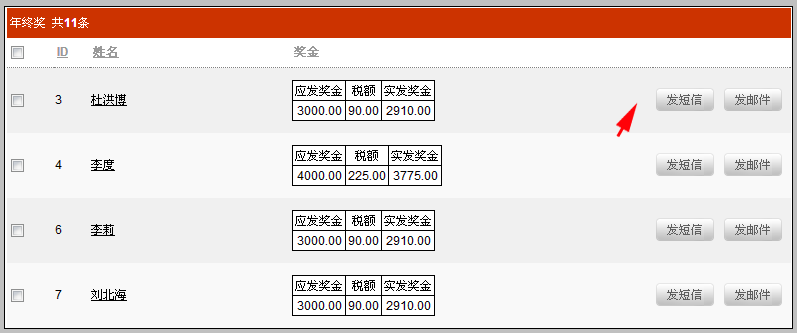 年终奖 共11条
ID 姓名 奖金
应发奖金 税额 实发奖金
3 杜洪博 3000.00 90.00 2910.00 发短信 发邮件
应发奖金 税额 实发奖金
4 李度 4000.00 225.00 3775.00 发短信 发邮件
应发奖金 税额 实发奖金
6 李莉 3000.00 90.00 2910.00 发短信 发邮件
应发奖金 税额 实发奖金
7 刘北海 3000.00 90.00 2910.00 发短信 发邮件